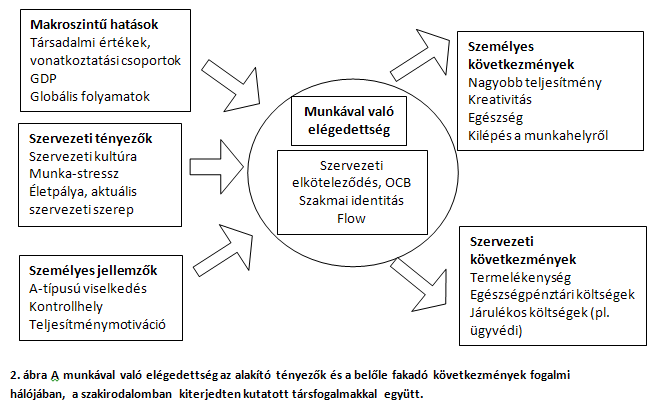 Makroszintű hatások
Társadalmi értékek,
vonatkoztatási csoportok
GDP
Globális folyamatok
Szervezeti tényezők
Szervezeti kultúra
Munka-stressz
Életpálya, aktuális
szervezeti szerep
Személyes jellemzők
A-típusú viselkedés
Kontrollhely
Teljesítménymotiváció
Munkával való
elégedettség
Szervezeti
elköteleződés, OCB
Szakmai identitás
Flow
Személyes
következmények
Nagyobb teljesítmény
Kreativitás
Egészség
Kilépés a munkahelyről
Szervezeti
következmények
Termelékenység
Egészségpénztári költségek
Járulékos költségek (pl.
ügyvédi)
2. ábra A munkával való elégedettség az alakító tényezők és a belőle fakadó következmények fogalmi
hálójában, a szakirodalomban kiterjedten kutatott társfogalmakkal együtt.